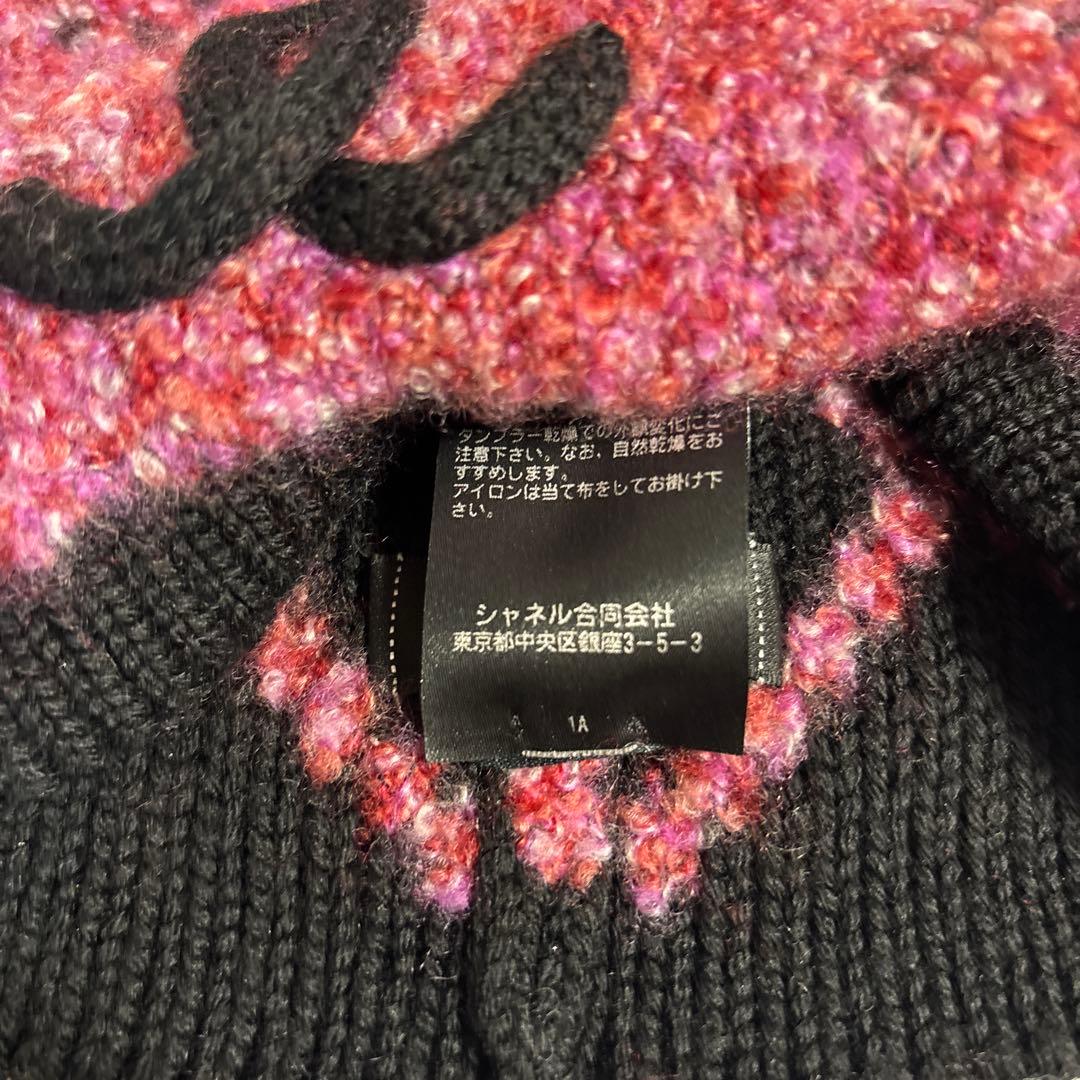 タンブラー乾燥での外観変化にご
注意下さい。なお、自然乾燥をお
すすめします。
アイロンは当て布をしてお掛け下
さい。
シャネル合同会社
東京都中央区銀座3-5-3
1A